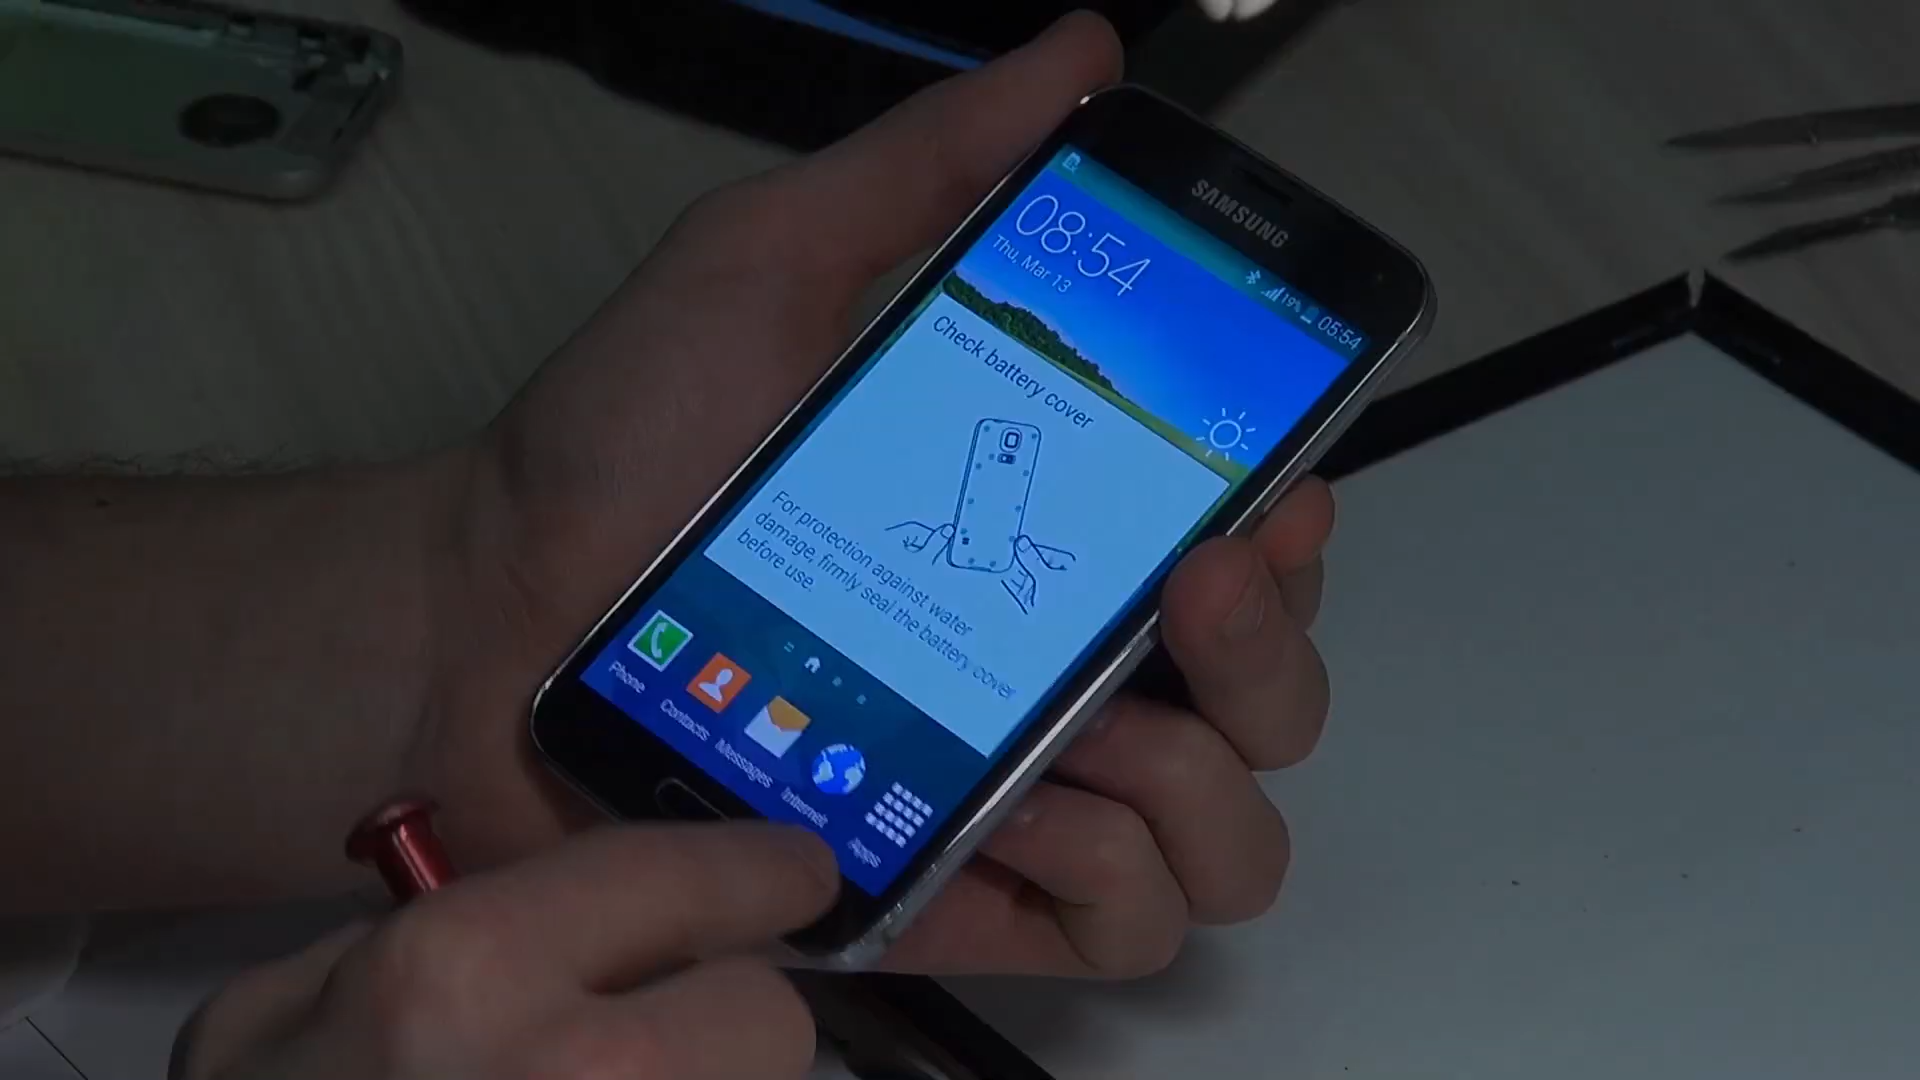 SAMSUNG
19% 05:54
08:54
Thu, Mar 13
Check battery cover
For protection against water
damage, firmly seal the battery cover
before use.
Phone
Contacts
Messages
Internet
Apps